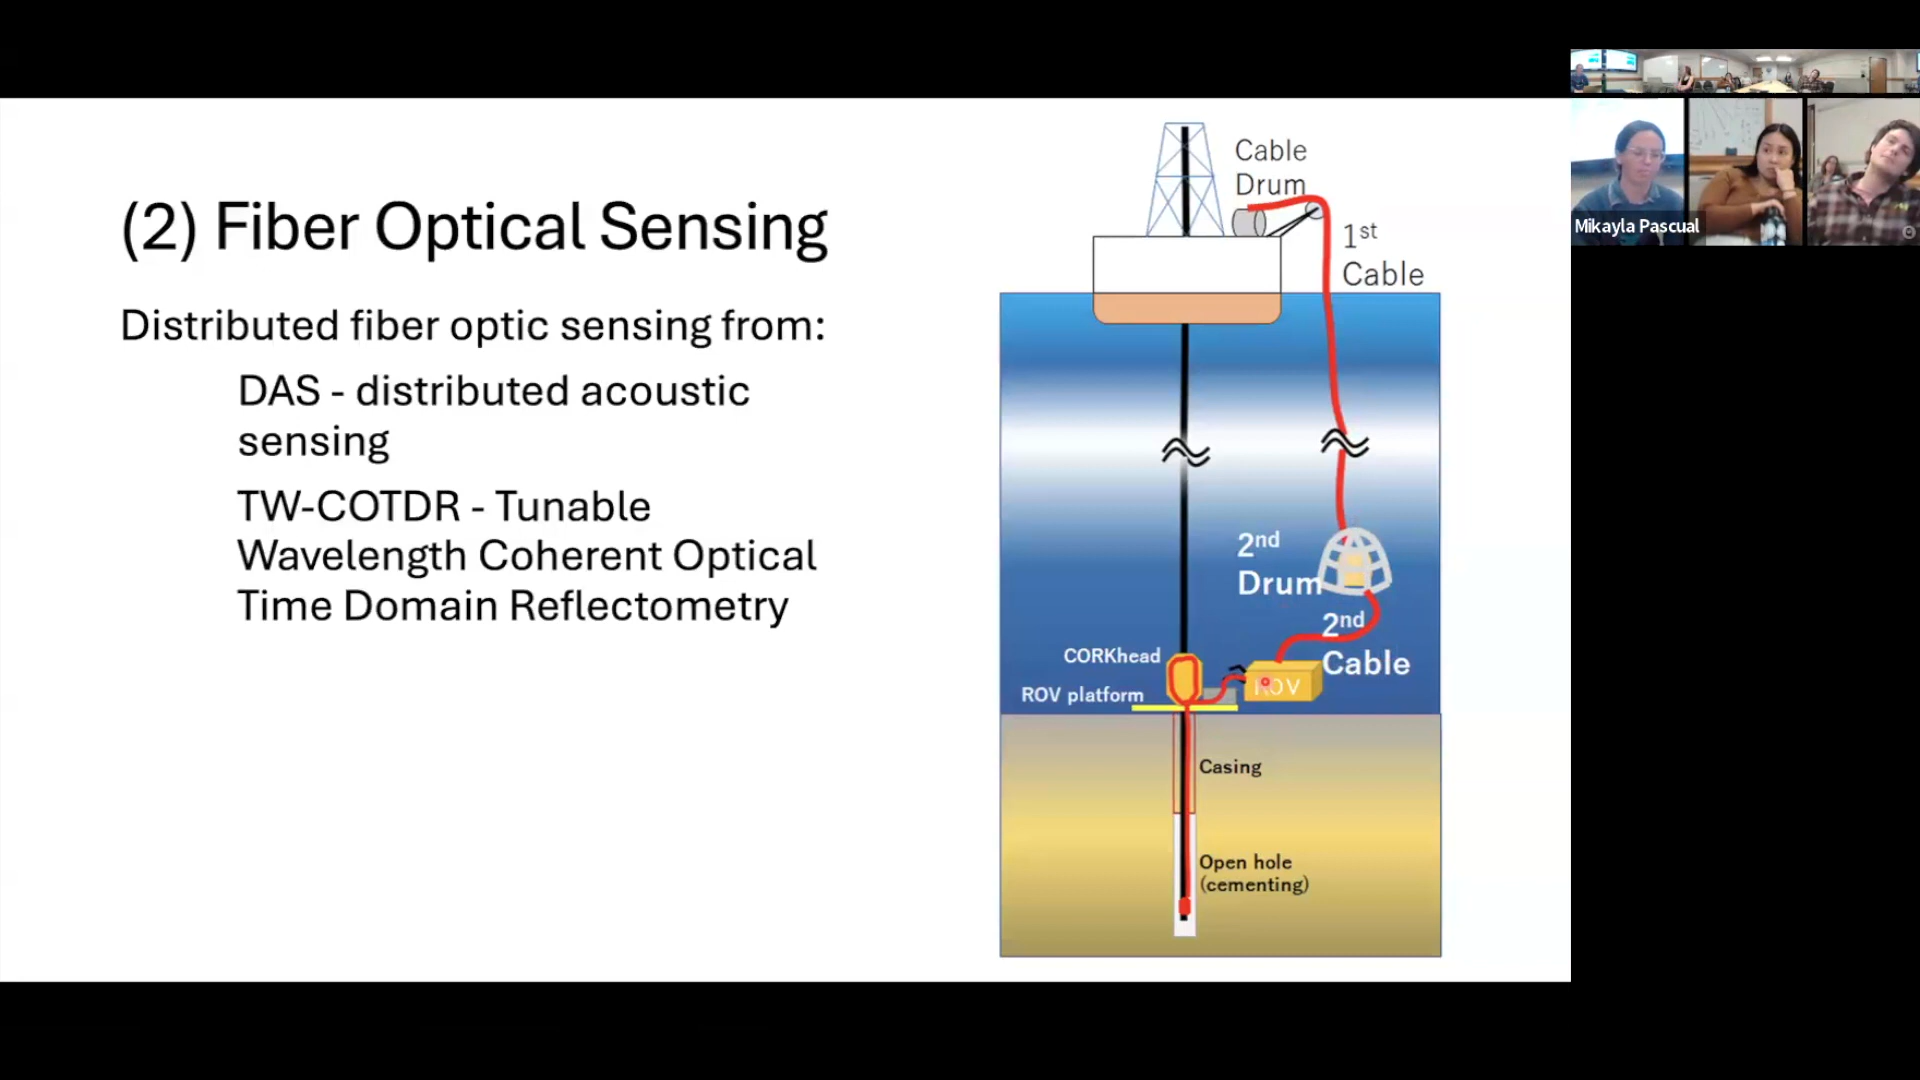 (2) Fiber Optical Sensing
Distributed fiber optic sensing from:
DAS - distributed acoustic
sensing
TW-COTDR - Tunable
Wavelength Coherent Optical
Time Domain Reflectometry
Cable
Drum
1st
Cable
2nd
Drum
2nd
Cable
CORKhead
ROV platform
ROV
Casing
Open hole
(cementing)
Mikayla Pascual